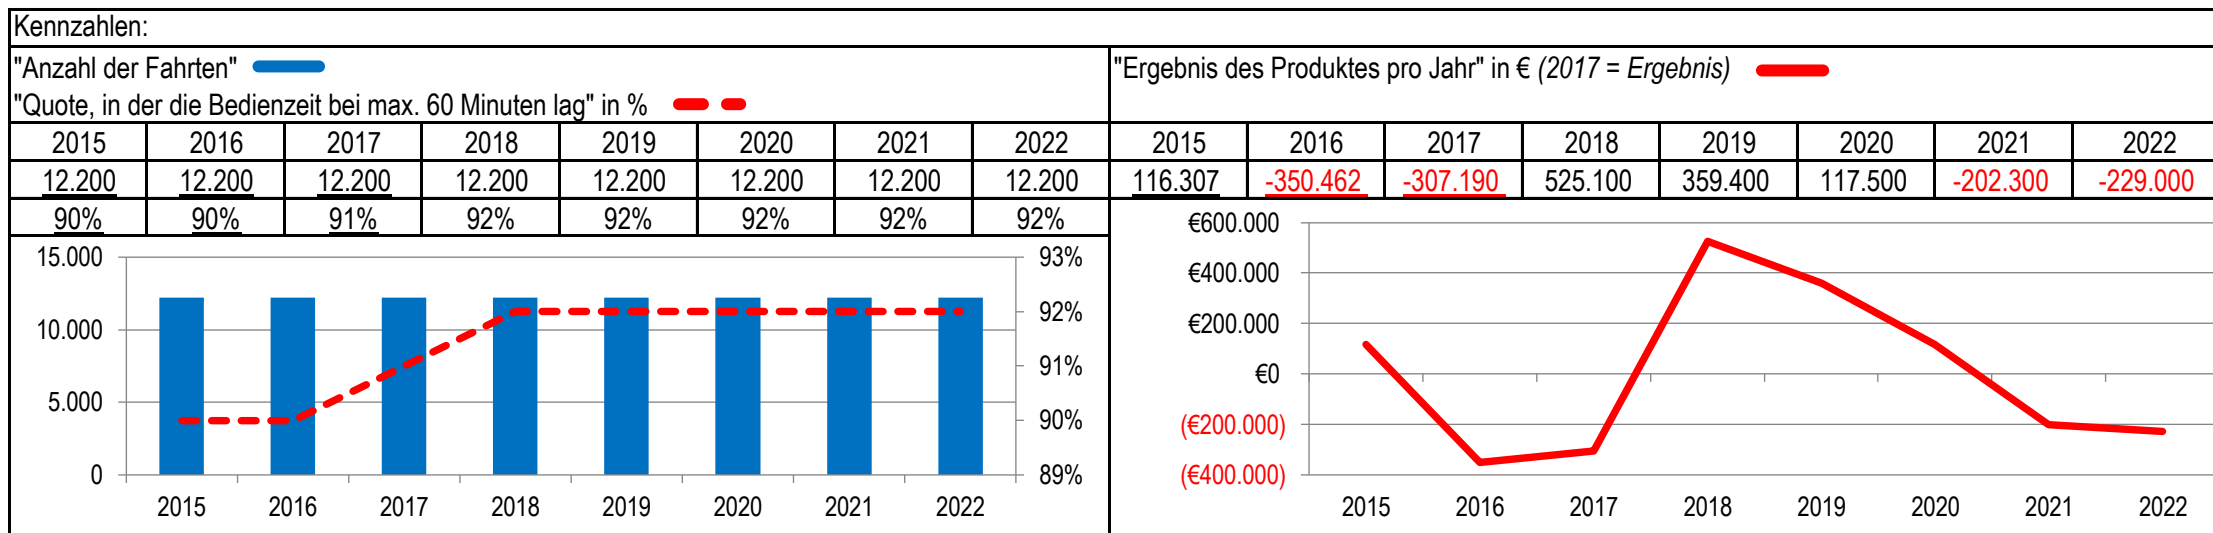 Kennzahlen:
"Anzahl der Fahrten"
"Quote, in der die Bedienzeit bei max. 60 Minuten lag" in %
2015 2016 2017 2018 2019 2020 2021 2022
12.200 12.200 12.200 12.200 12.200 12.200 12.200 12.200
90% 90% 91% 92% 92% 92% 92% 92%
15.000
10.000
5.000
0
93%
92%
91%
90%
89%
2015 2016 2017 2018 2019 2020 2021 2022
"Ergebnis des Produktes pro Jahr" in € (2017 = Ergebnis)
2015 2016 2017 2018 2019 2020 2021 2022
116.307 -350.462 -307.190 525.100 359.400 117.500 -202.300 -229.000
€600.000
€400.000
€200.000
€0
(€200.000)
(€400.000)
2015 2016 2017 2018 2019 2020 2021 2022